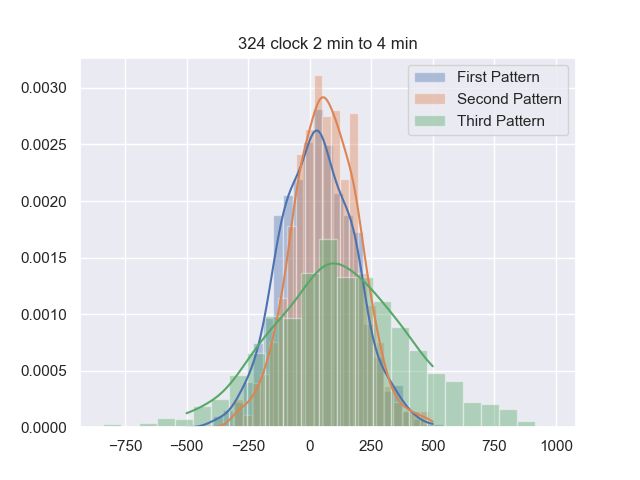 324 clock 2 min to 4 min
First Pattern
Second Pattern
Third Pattern
0.0030
0.0025
0.0020
0.0015
0.0010
0.0005
0.0000
−750 −500 −250 0 250 500 750 1000